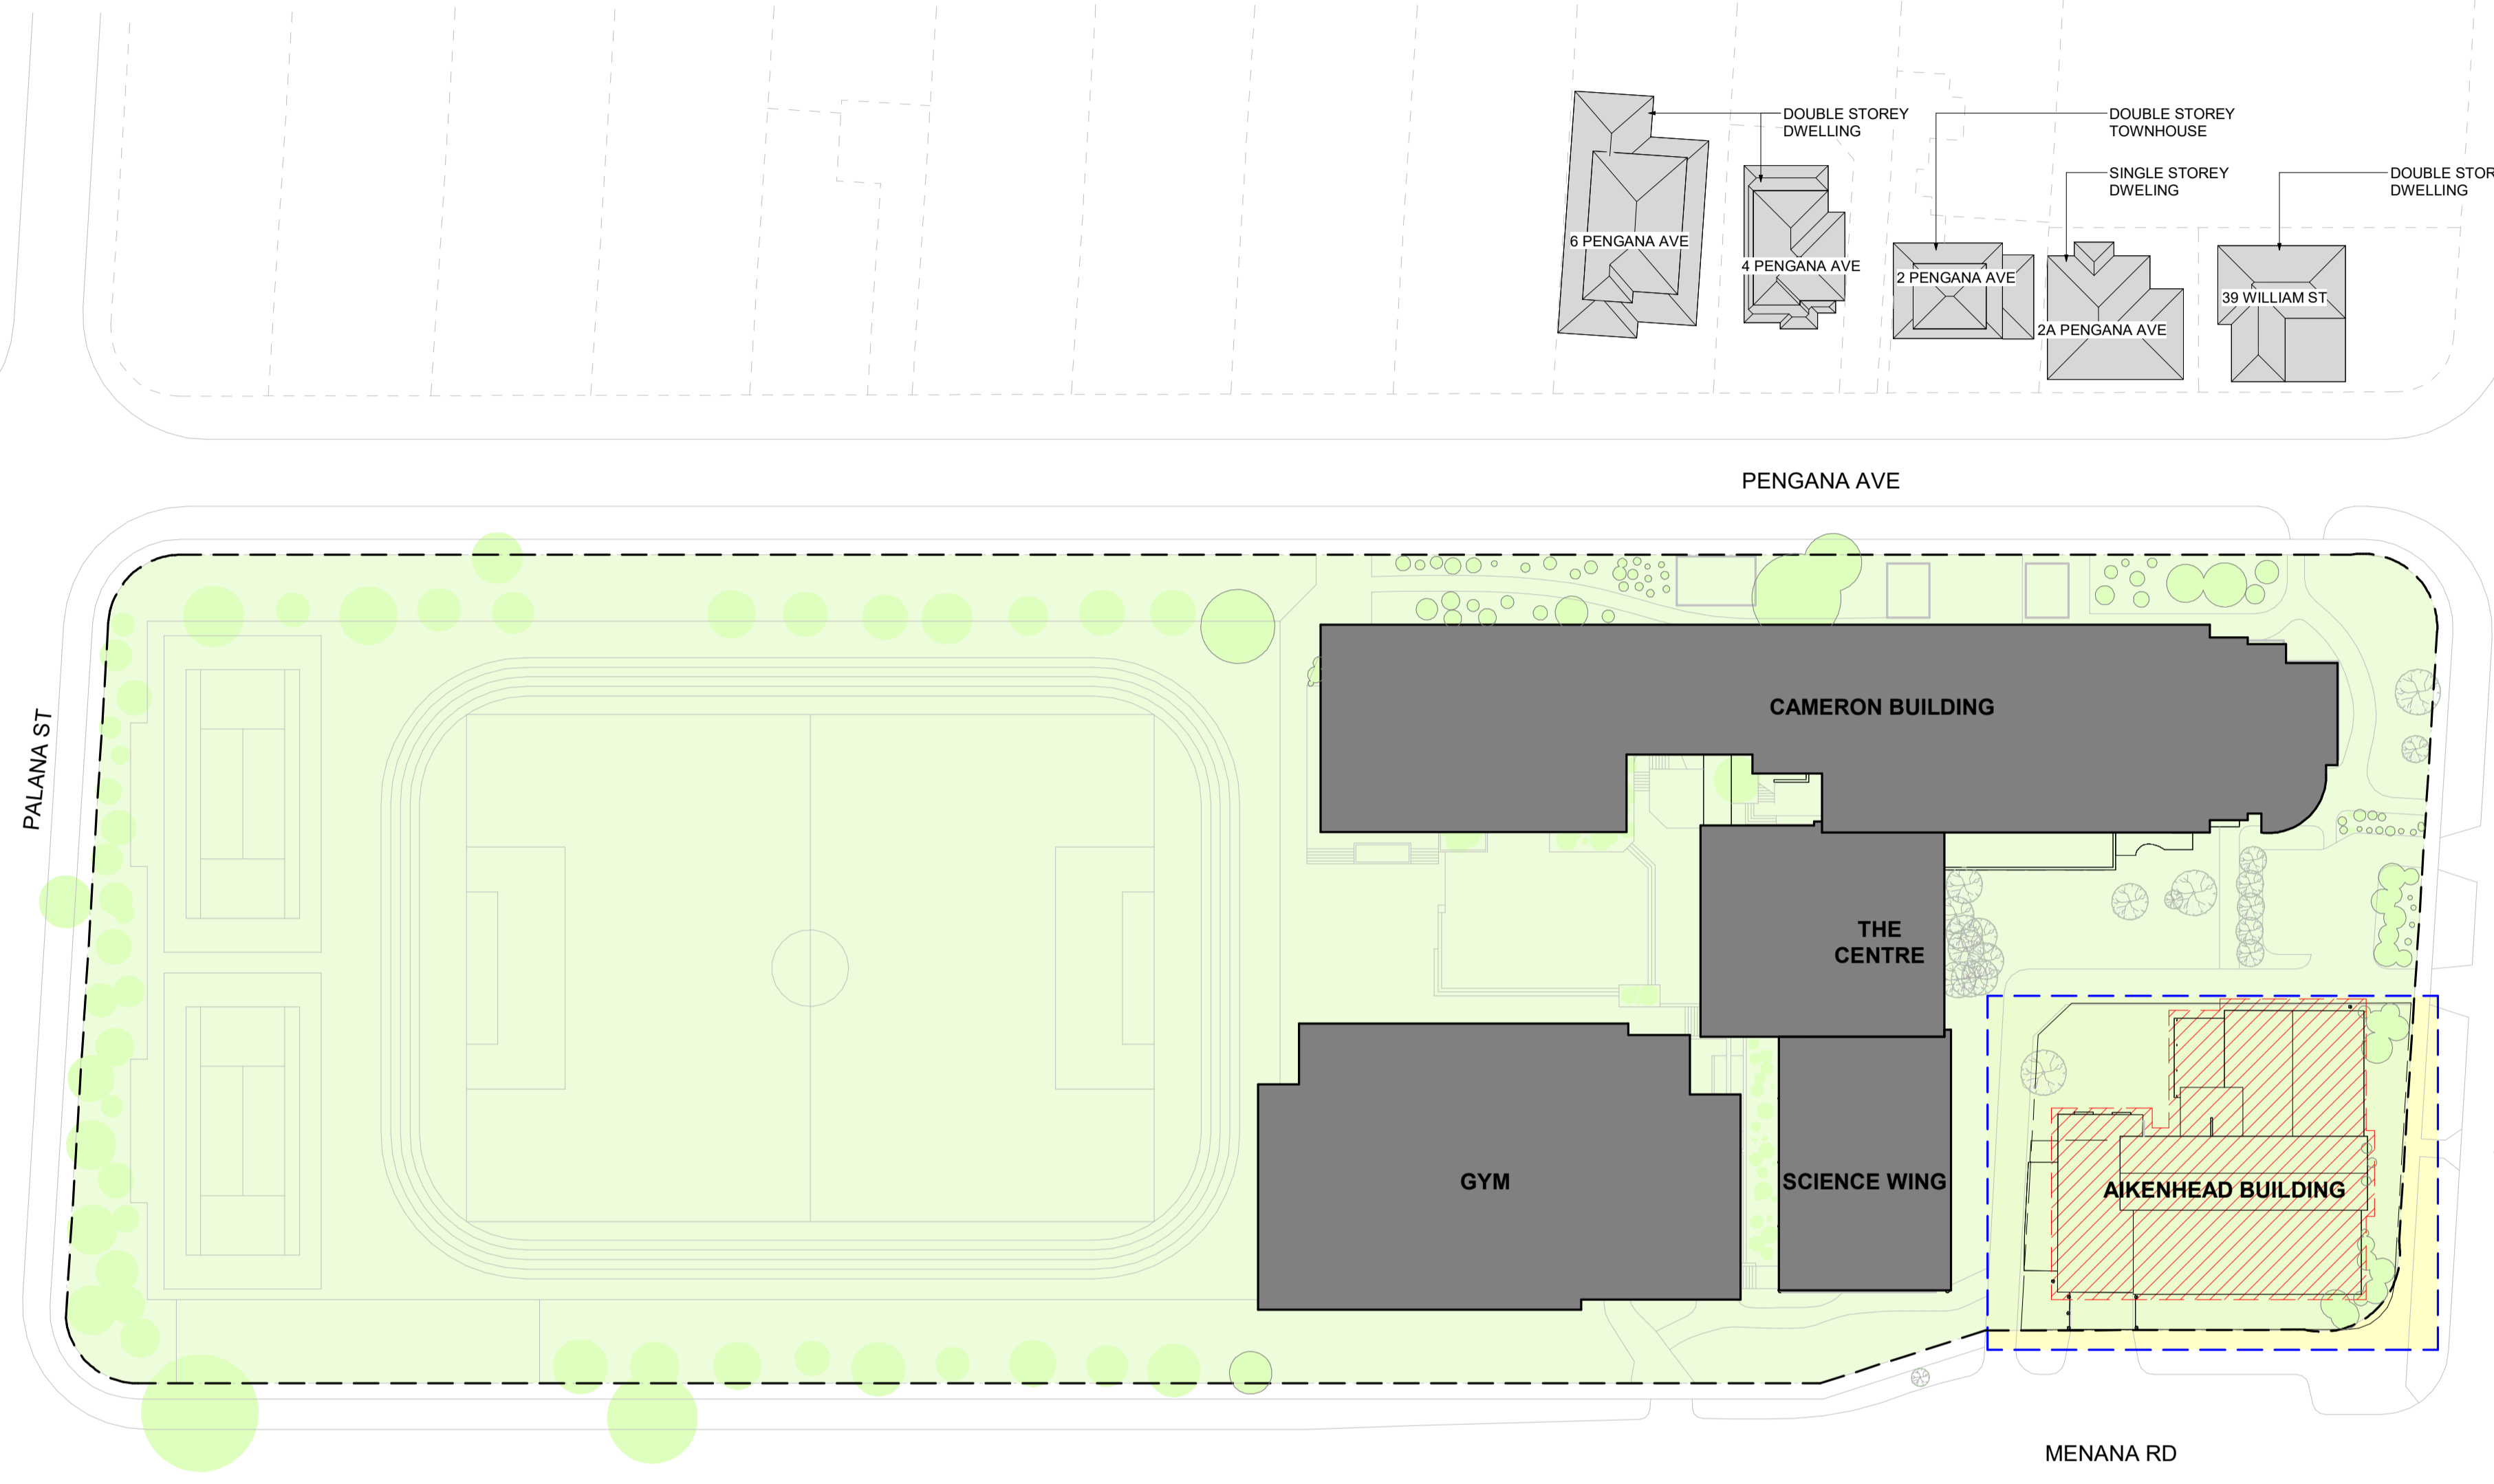 DOUBLE STOREY
DWELLING
DOUBLE STOREY
TOWNHOUSE
SINGLE STOREY
DWELING
DOUBLE STOR
DWELLING
6 PENGANA AVE
4 PENGANA AVE
2 PENGANA AVE
2A PENGANA AVE
39 WILLIAM ST
PENGANA AVE
PALANA ST
CAMERON BUILDING
THE
CENTRE
GYM
SCIENCE WING
AIKENHEAD BUILDING
MENANA RD